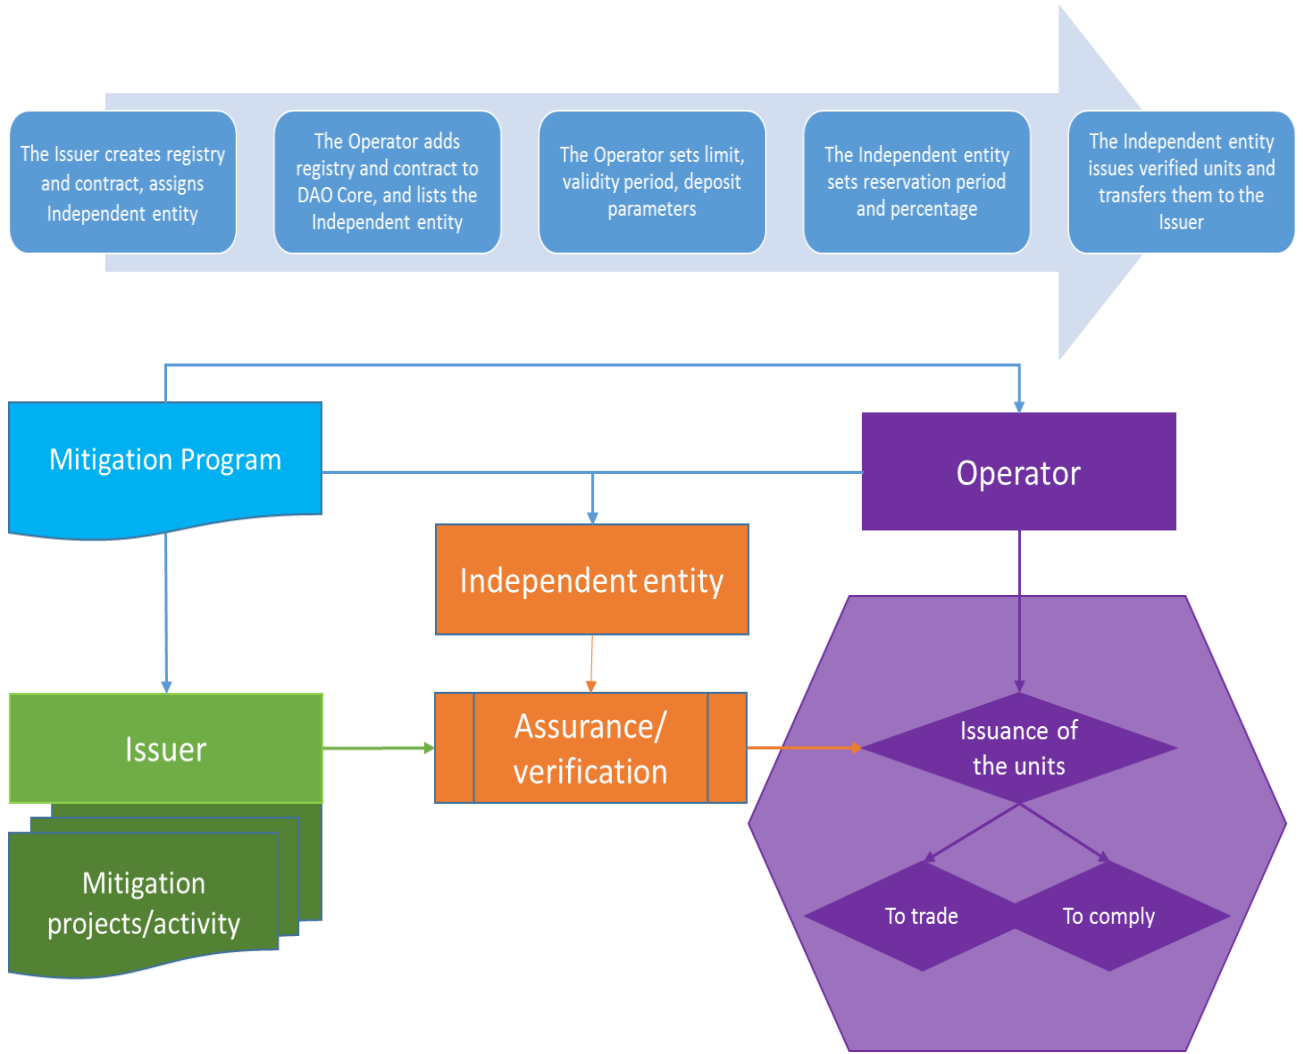 The Issuer creates registry
and contract, assigns
Independent entity
The Operator adds
registry and contract to
DAO Core, and lists the
Independent entity
The Operator sets limit,
validity period, deposit
parameters
The Independent entity
sets reservation period
and percentage
The Independent entity
issues verified units and
transfers them to the
Issuer
Mitigation Program
Operator
Independent entity
Issuer
Assurance/
verification
Issuance of
the units
Mitigation
projects/activity
To trade
To comply